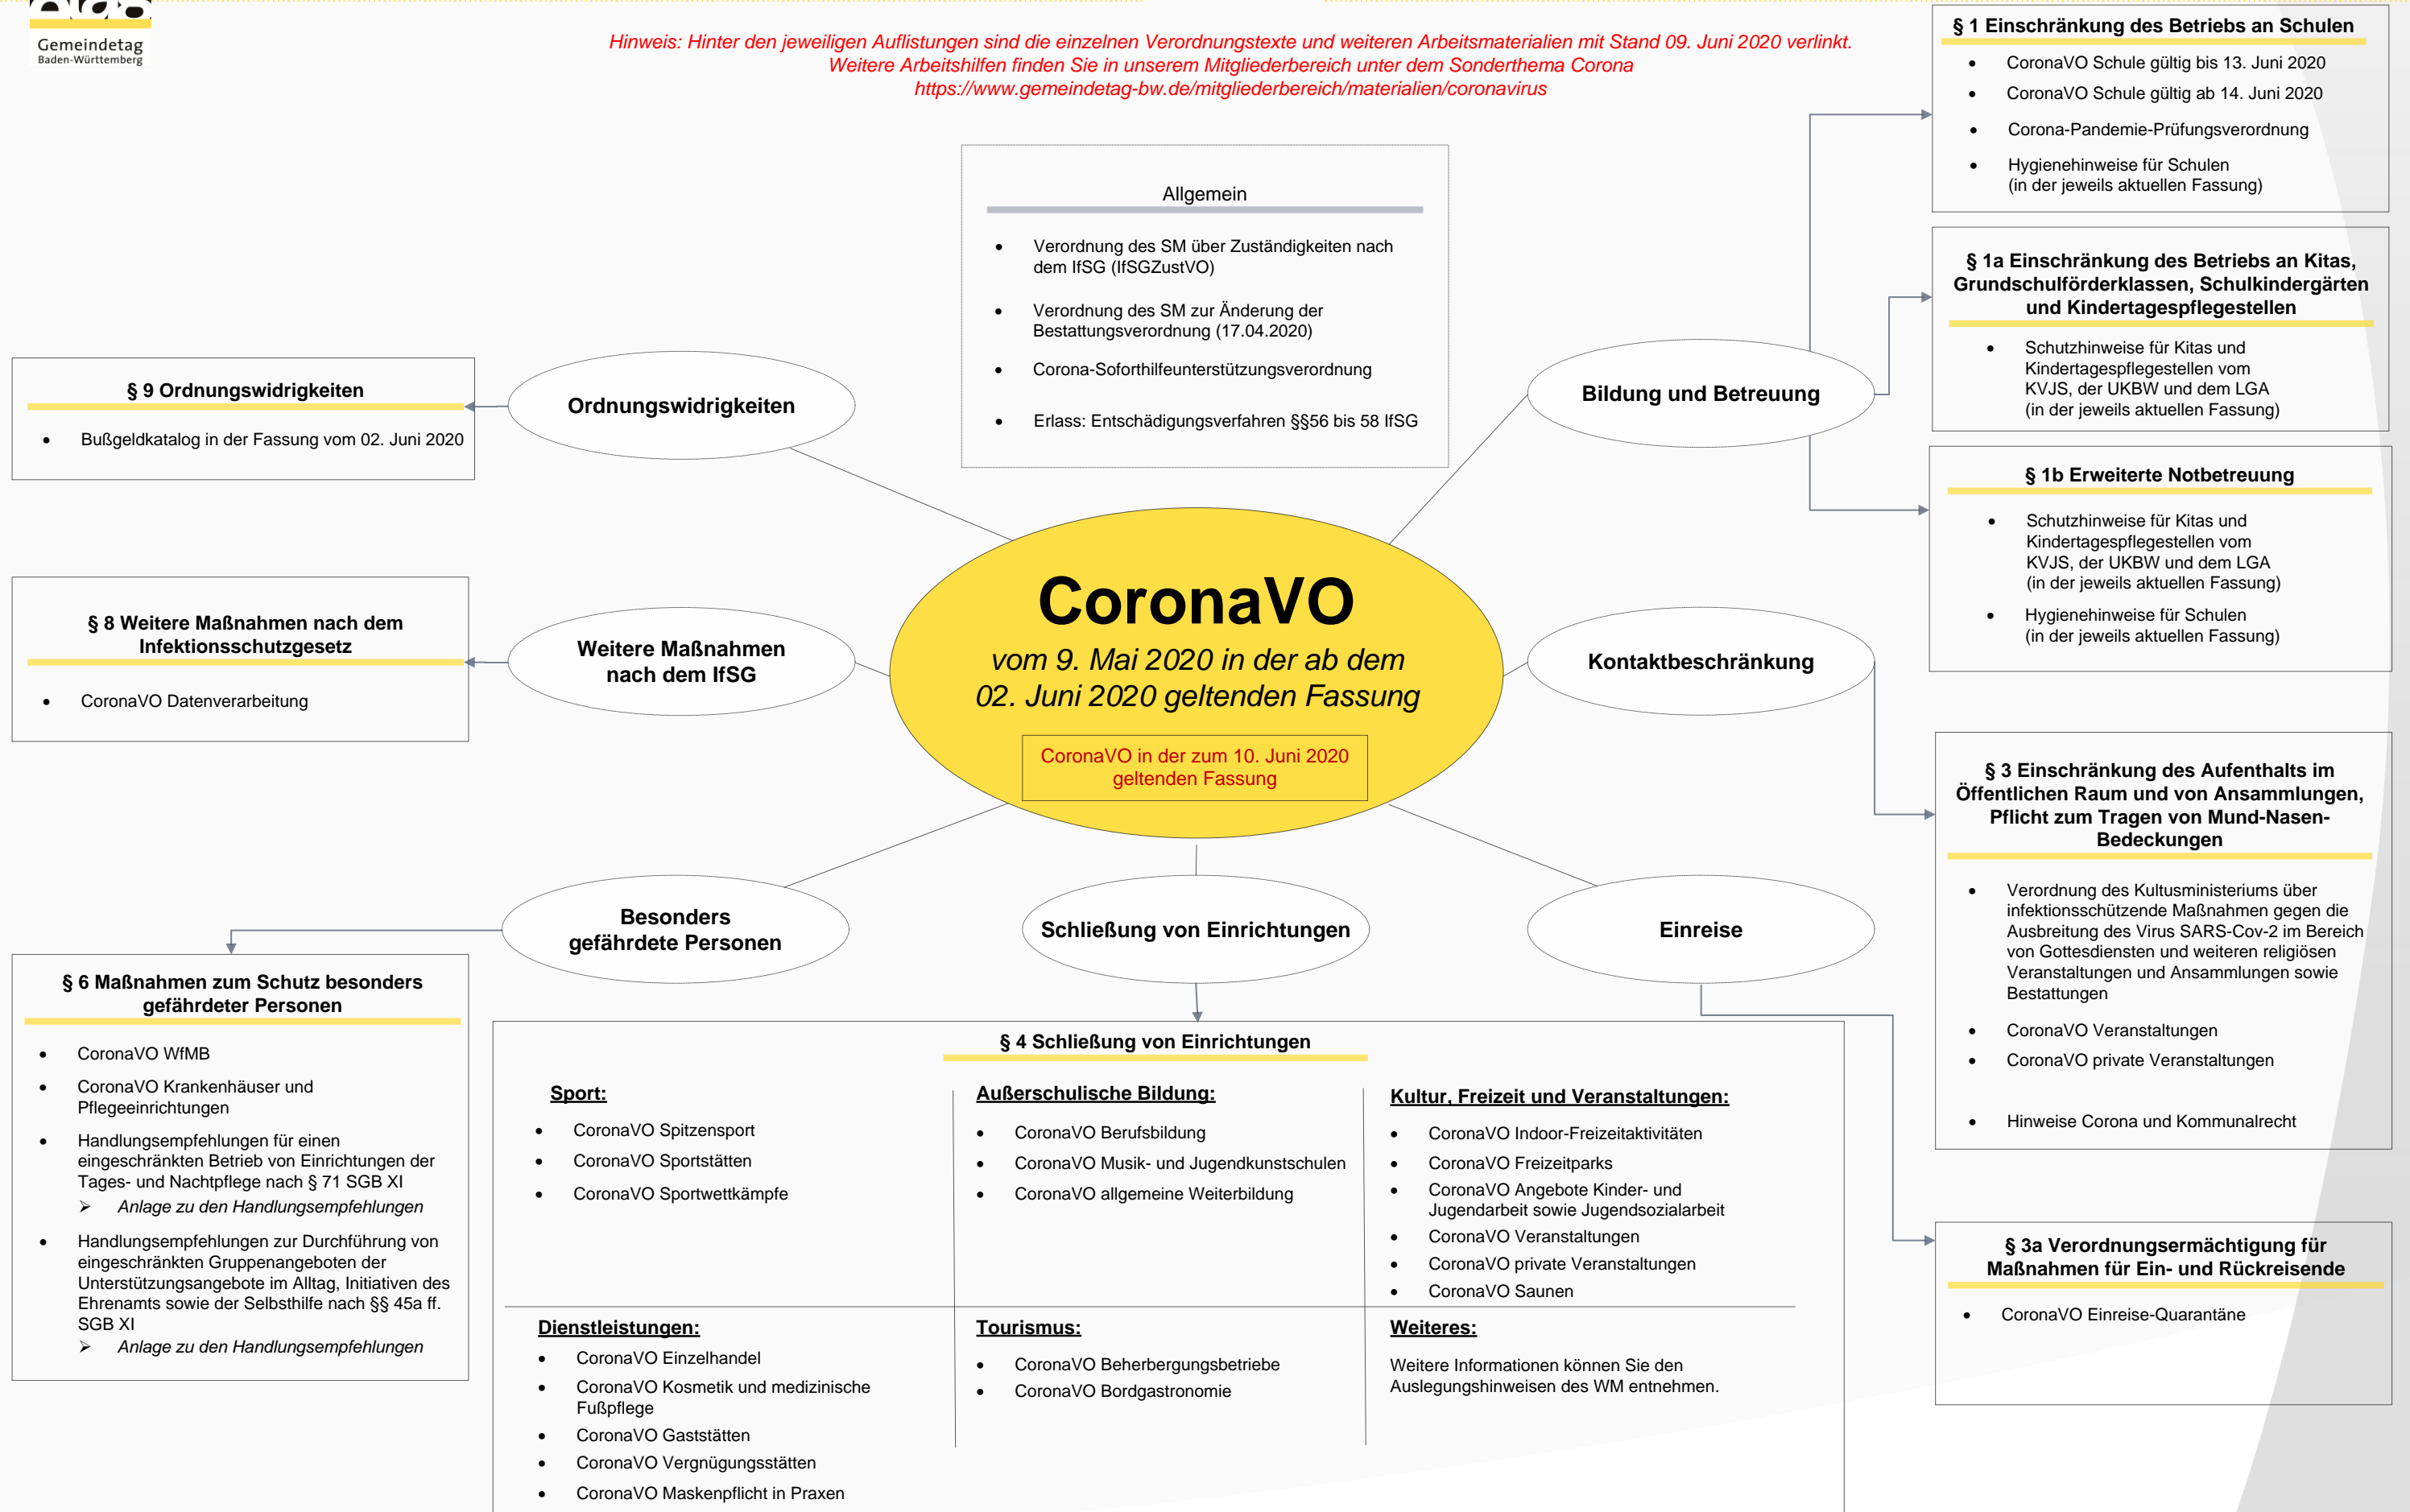 Gemeindetag
Baden-Württemberg
Hinweis: Hinter den jeweiligen Auflistungen sind die einzelnen Verordnungstexte und weiteren Arbeitsmaterialien mit Stand 09. Juni 2020 verlinkt.
Weitere Arbeitshilfen finden Sie in unserem Mitgliederbereich unter dem Sonderthema Corona
https://www.gemeindetag-bw.de/mitgliederbereich/materialien/coronavirus
§ 1 Einschränkung des Betriebs an Schulen
• CoronaVO Schule gültig bis 13. Juni 2020
• CoronaVO Schule gültig ab 14. Juni 2020
• Corona-Pandemie-Prüfungsverordnung
• Hygienehinweise für Schulen
(in der jeweils aktuellen Fassung)
Allgemein
• Verordnung des SM über Zuständigkeiten nach
dem IfSG (IfSGZustVO)
• Verordnung des SM zur Änderung der
Bestattungsverordnung (17.04.2020)
• Corona-Soforthilfeunterstützungsverordnung
• Erlass: Entschädigungsverfahren §§56 bis 58 IfSG
§ 1a Einschränkung des Betriebs an Kitas,
Grundschulförderklassen, Schulkindergärten
und Kindertagespflegestellen
• Schutzhinweise für Kitas und
Kindertagespflegestellen vom
KVJS, der UKBW und dem LGA
(in der jeweils aktuellen Fassung)
§ 9 Ordnungswidrigkeiten
• Bußgeldkatalog in der Fassung vom 02. Juni 2020
Ordnungswidrigkeiten
Bildung und Betreuung
§ 1b Erweiterte Notbetreuung
• Schutzhinweise für Kitas und
Kindertagespflegestellen vom
KVJS, der UKBW und dem LGA
(in der jeweils aktuellen Fassung)
• Hygienehinweise für Schulen
(in der jeweils aktuellen Fassung)
§ 8 Weitere Maßnahmen nach dem
Infektionsschutzgesetz
• CoronaVO Datenverarbeitung
Weitere Maßnahmen
nach dem IfSG
CoronaVO
vom 9. Mai 2020 in der ab dem
02. Juni 2020 geltenden Fassung
CoronaVO in der zum 10. Juni 2020
geltenden Fassung
Kontaktbeschränkung
§ 3 Einschränkung des Aufenthalts im
Öffentlichen Raum und von Ansammlungen,
Pflicht zum Tragen von Mund-Nasen-
Bedeckungen
• Verordnung des Kultusministeriums über
infektionsschützende Maßnahmen gegen die
Ausbreitung des Virus SARS-Cov-2 im Bereich
von Gottesdiensten und weiteren religiösen
Veranstaltungen und Ansammlungen sowie
Bestattungen
• CoronaVO Veranstaltungen
• CoronaVO private Veranstaltungen
• Hinweise Corona und Kommunalrecht
Besonders
gefährdete Personen
Schließung von Einrichtungen
Einreise
§ 6 Maßnahmen zum Schutz besonders
gefährdeter Personen
• CoronaVO WfMB
• CoronaVO Krankenhäuser und
Pflegeeinrichtungen
• Handlungsempfehlungen für einen
eingeschränkten Betrieb von Einrichtungen der
Tages- und Nachtpflege nach § 71 SGB XI
➢ Anlage zu den Handlungsempfehlungen
• Handlungsempfehlungen zur Durchführung von
eingeschränkten Gruppenangeboten der
Unterstützungsangebote im Alltag, Initiativen des
Ehrenamts sowie der Selbsthilfe nach §§ 45a ff.
SGB XI
➢ Anlage zu den Handlungsempfehlungen
§ 4 Schließung von Einrichtungen
Sport:
• CoronaVO Spitzensport
• CoronaVO Sportstätten
• CoronaVO Sportwettkämpfe
Außerschulische Bildung:
• CoronaVO Berufsbildung
• CoronaVO Musik- und Jugendkunstschulen
• CoronaVO allgemeine Weiterbildung
Kultur, Freizeit und Veranstaltungen:
• CoronaVO Indoor-Freizeitaktivitäten
• CoronaVO Freizeitparks
• CoronaVO Angebote Kinder- und
Jugendarbeit sowie Jugendsozialarbeit
• CoronaVO Veranstaltungen
• CoronaVO private Veranstaltungen
• CoronaVO Saunen
Dienstleistungen:
• CoronaVO Einzelhandel
• CoronaVO Kosmetik und medizinische
Fußpflege
• CoronaVO Gaststätten
• CoronaVO Vergnügungsstätten
• CoronaVO Maskenpflicht in Praxen
Tourismus:
• CoronaVO Beherbergungsbetriebe
• CoronaVO Bordgastronomie
Weiteres:
Weitere Informationen können Sie den
Auslegungshinweisen des WM entnehmen.
§ 3a Verordnungsermächtigung für
Maßnahmen für Ein- und Rückreisende
• CoronaVO Einreise-Quarantäne